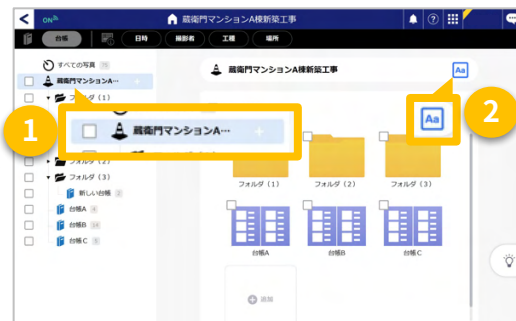 ON
蔵衛門マンションA棟新築工事
台帳
日時
撮影者
工種
場所
すべての写真
蔵衛門マンションA…
蔵衛門マンションA棟新築工事
Aa
フォルダ (1)
1
蔵衛門マンションA…
Aa
2
フォルダ (2)
フォルダ (3)
新しい台帳 2
台帳A
台帳B 14
台帳C 5
フォルダ (1)
フォルダ (2)
フォルダ (3)
台帳A
台帳B
台帳C
追加